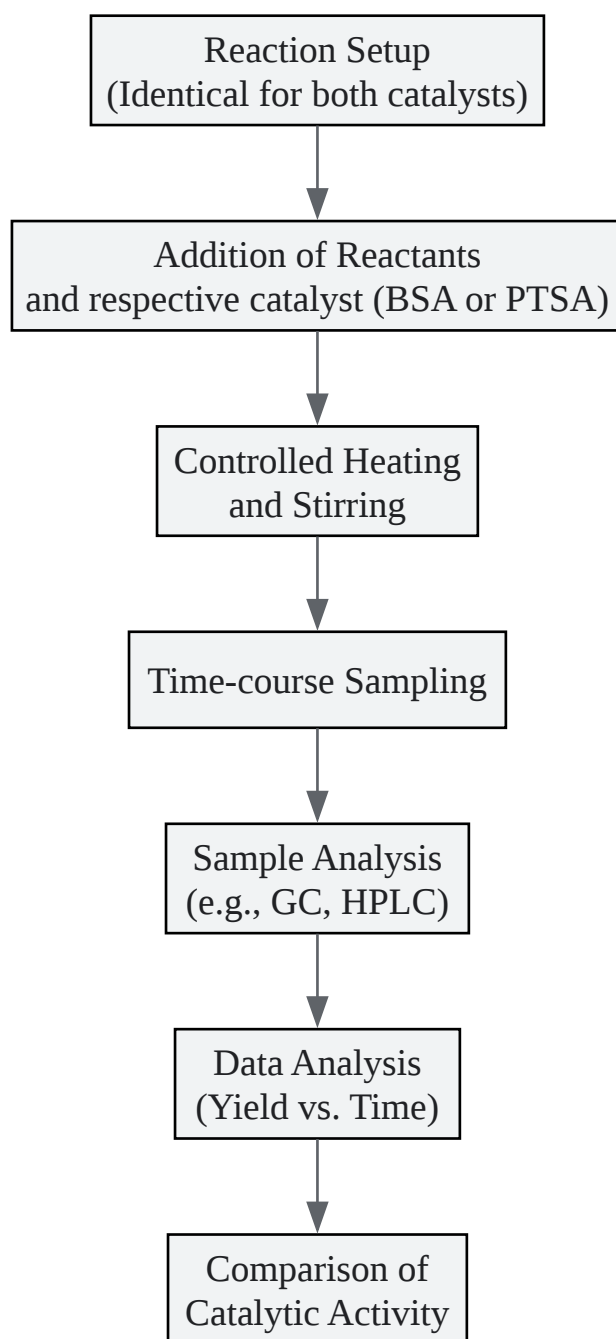 Reaction Setup
(Identical for both catalysts)
Addition of Reactants
and respective catalyst (BSA or PTSA)
Controlled Heating
and Stirring
Time-course Sampling
Sample Analysis
(e.g., GC, HPLC)
Data Analysis
(Yield vs. Time)
Comparison of
Catalytic Activity